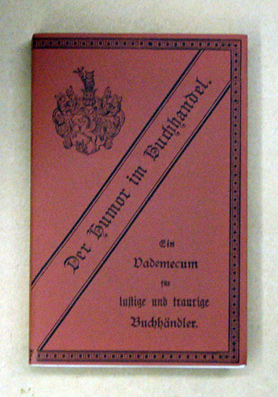 Der Humor im Buchhandel.
Ein
Vademecum
für
lustige und traurige
Buchhändler.